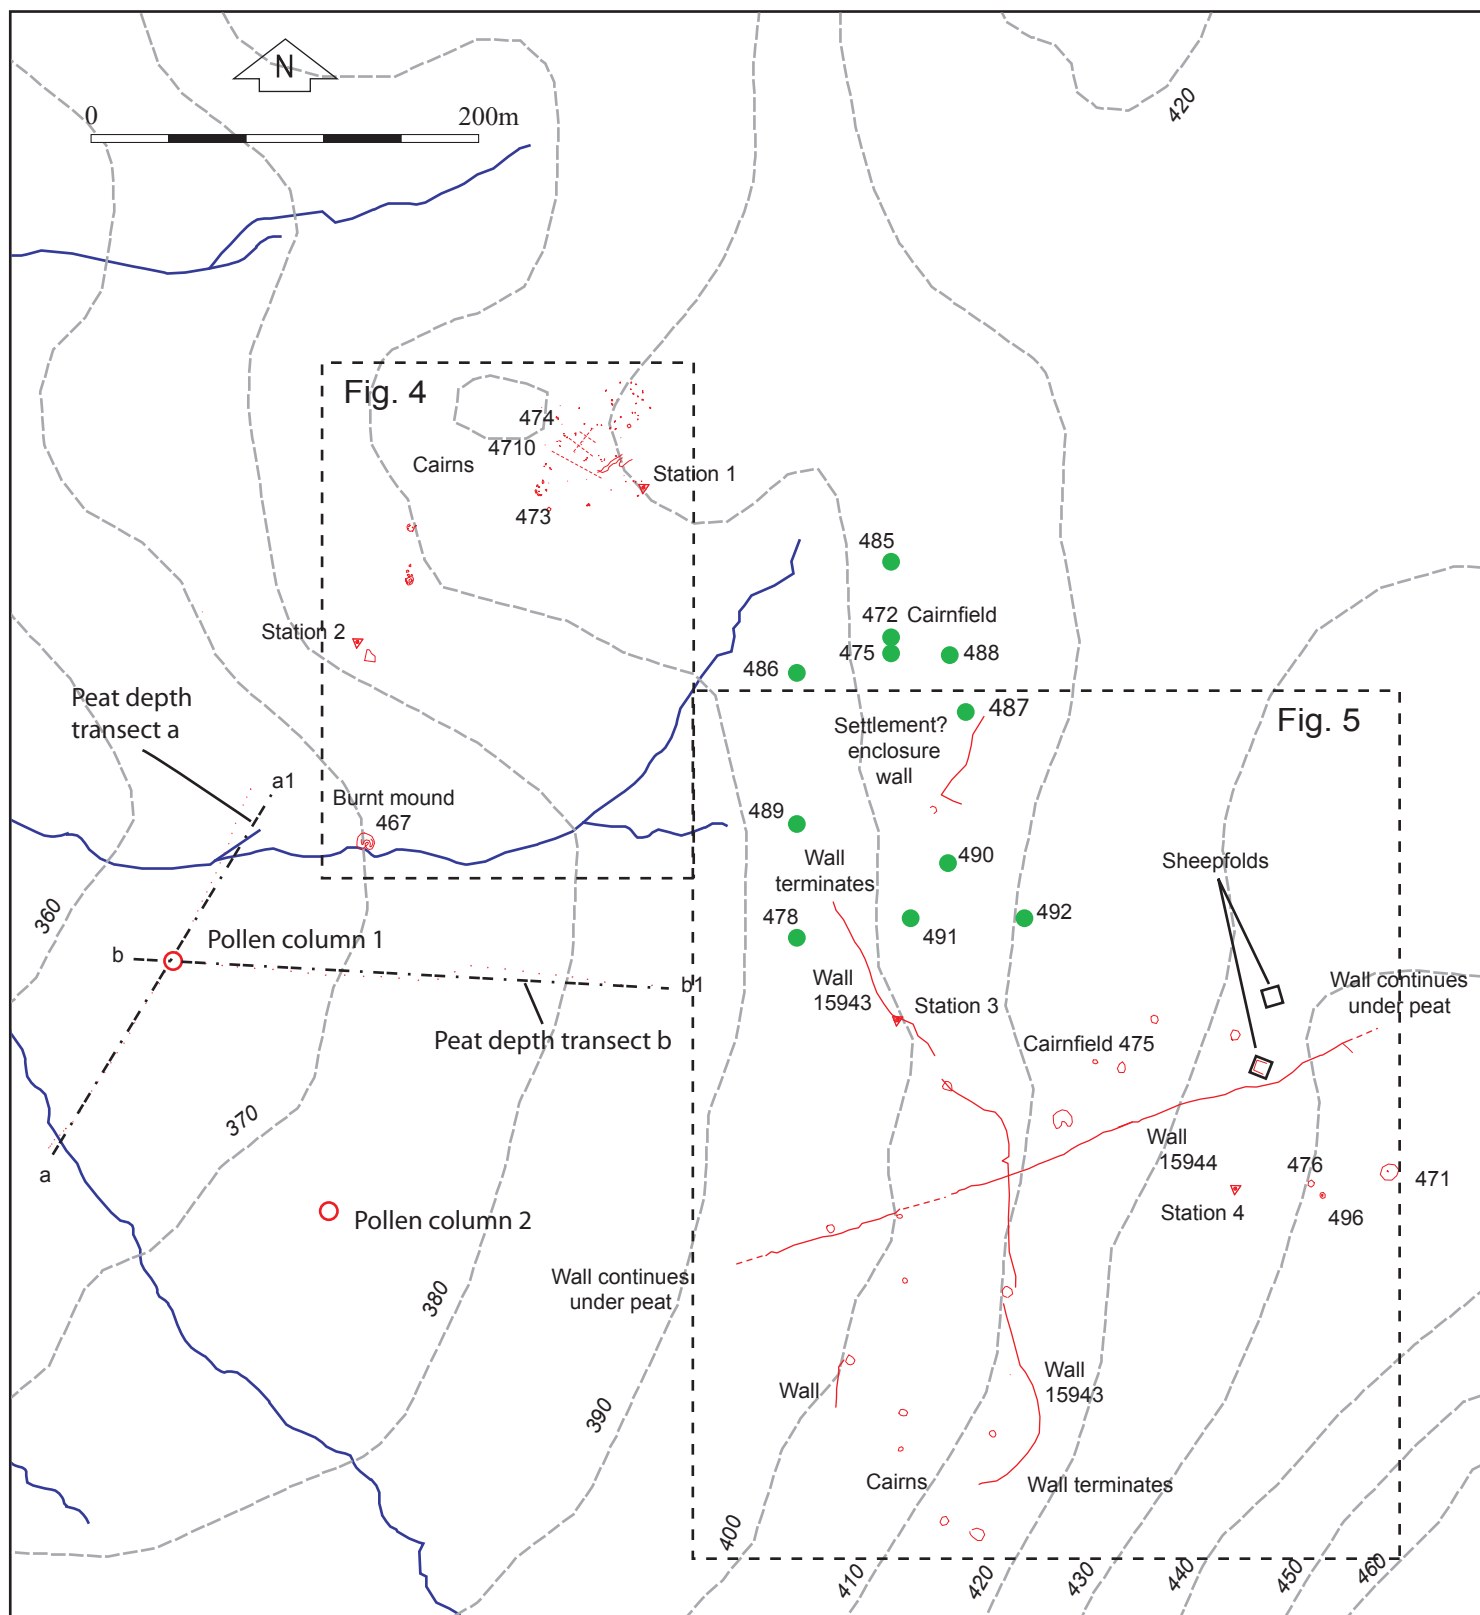 N
0 200m
420
Fig. 4
474
4710
Cairns
Station 1
473
485
472 Cairnfield
475
488
486
Station 2
487
Fig. 5
Settlement?
enclosure
wall
Peat depth
transect a
a1
Burnt mound
467
489
Wall
terminates
490
Sheepfolds
360
478
491
492
Pollen column 1
b
b1
Wall
15943
Station 3
Wall continues
under peat
Peat depth transect b
Cairnfield 475
370
a
Wall
15944
476
471
Station 4
496
Pollen column 2
380
Wall continues
under peat
Wall
Wall
15943
390
Cairns
Wall terminates
400
410
420
430
440
450
460